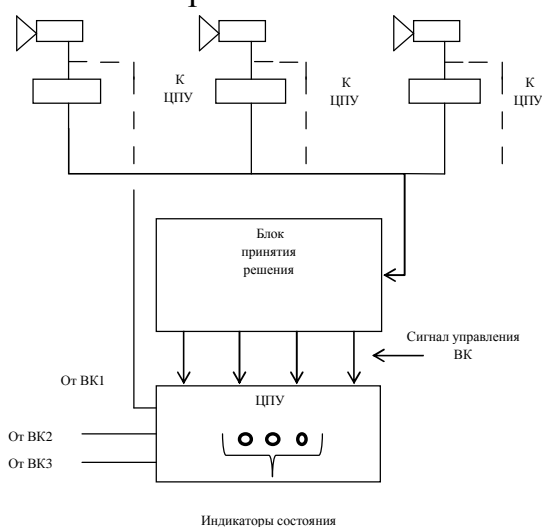 К
ЦПУ
К
ЦПУ
К
ЦПУ
Блок
принятия
решения
Сигнал управления
ВК
От ВК1
ЦПУ
От ВК2
От ВК3
Индикаторы состояния